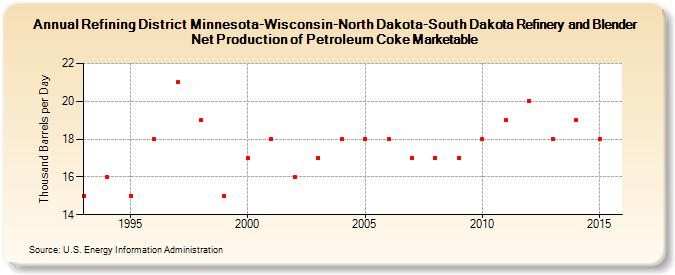 Annual Refining District Minnesota-Wisconsin-North Dakota-South Dakota Refinery and Blender
Net Production of Petroleum Coke Marketable
Thousand Barrels per Day
22
20
18
16
14
1995
2000
2005
2010
2015
Source: U.S. Energy Information Administration